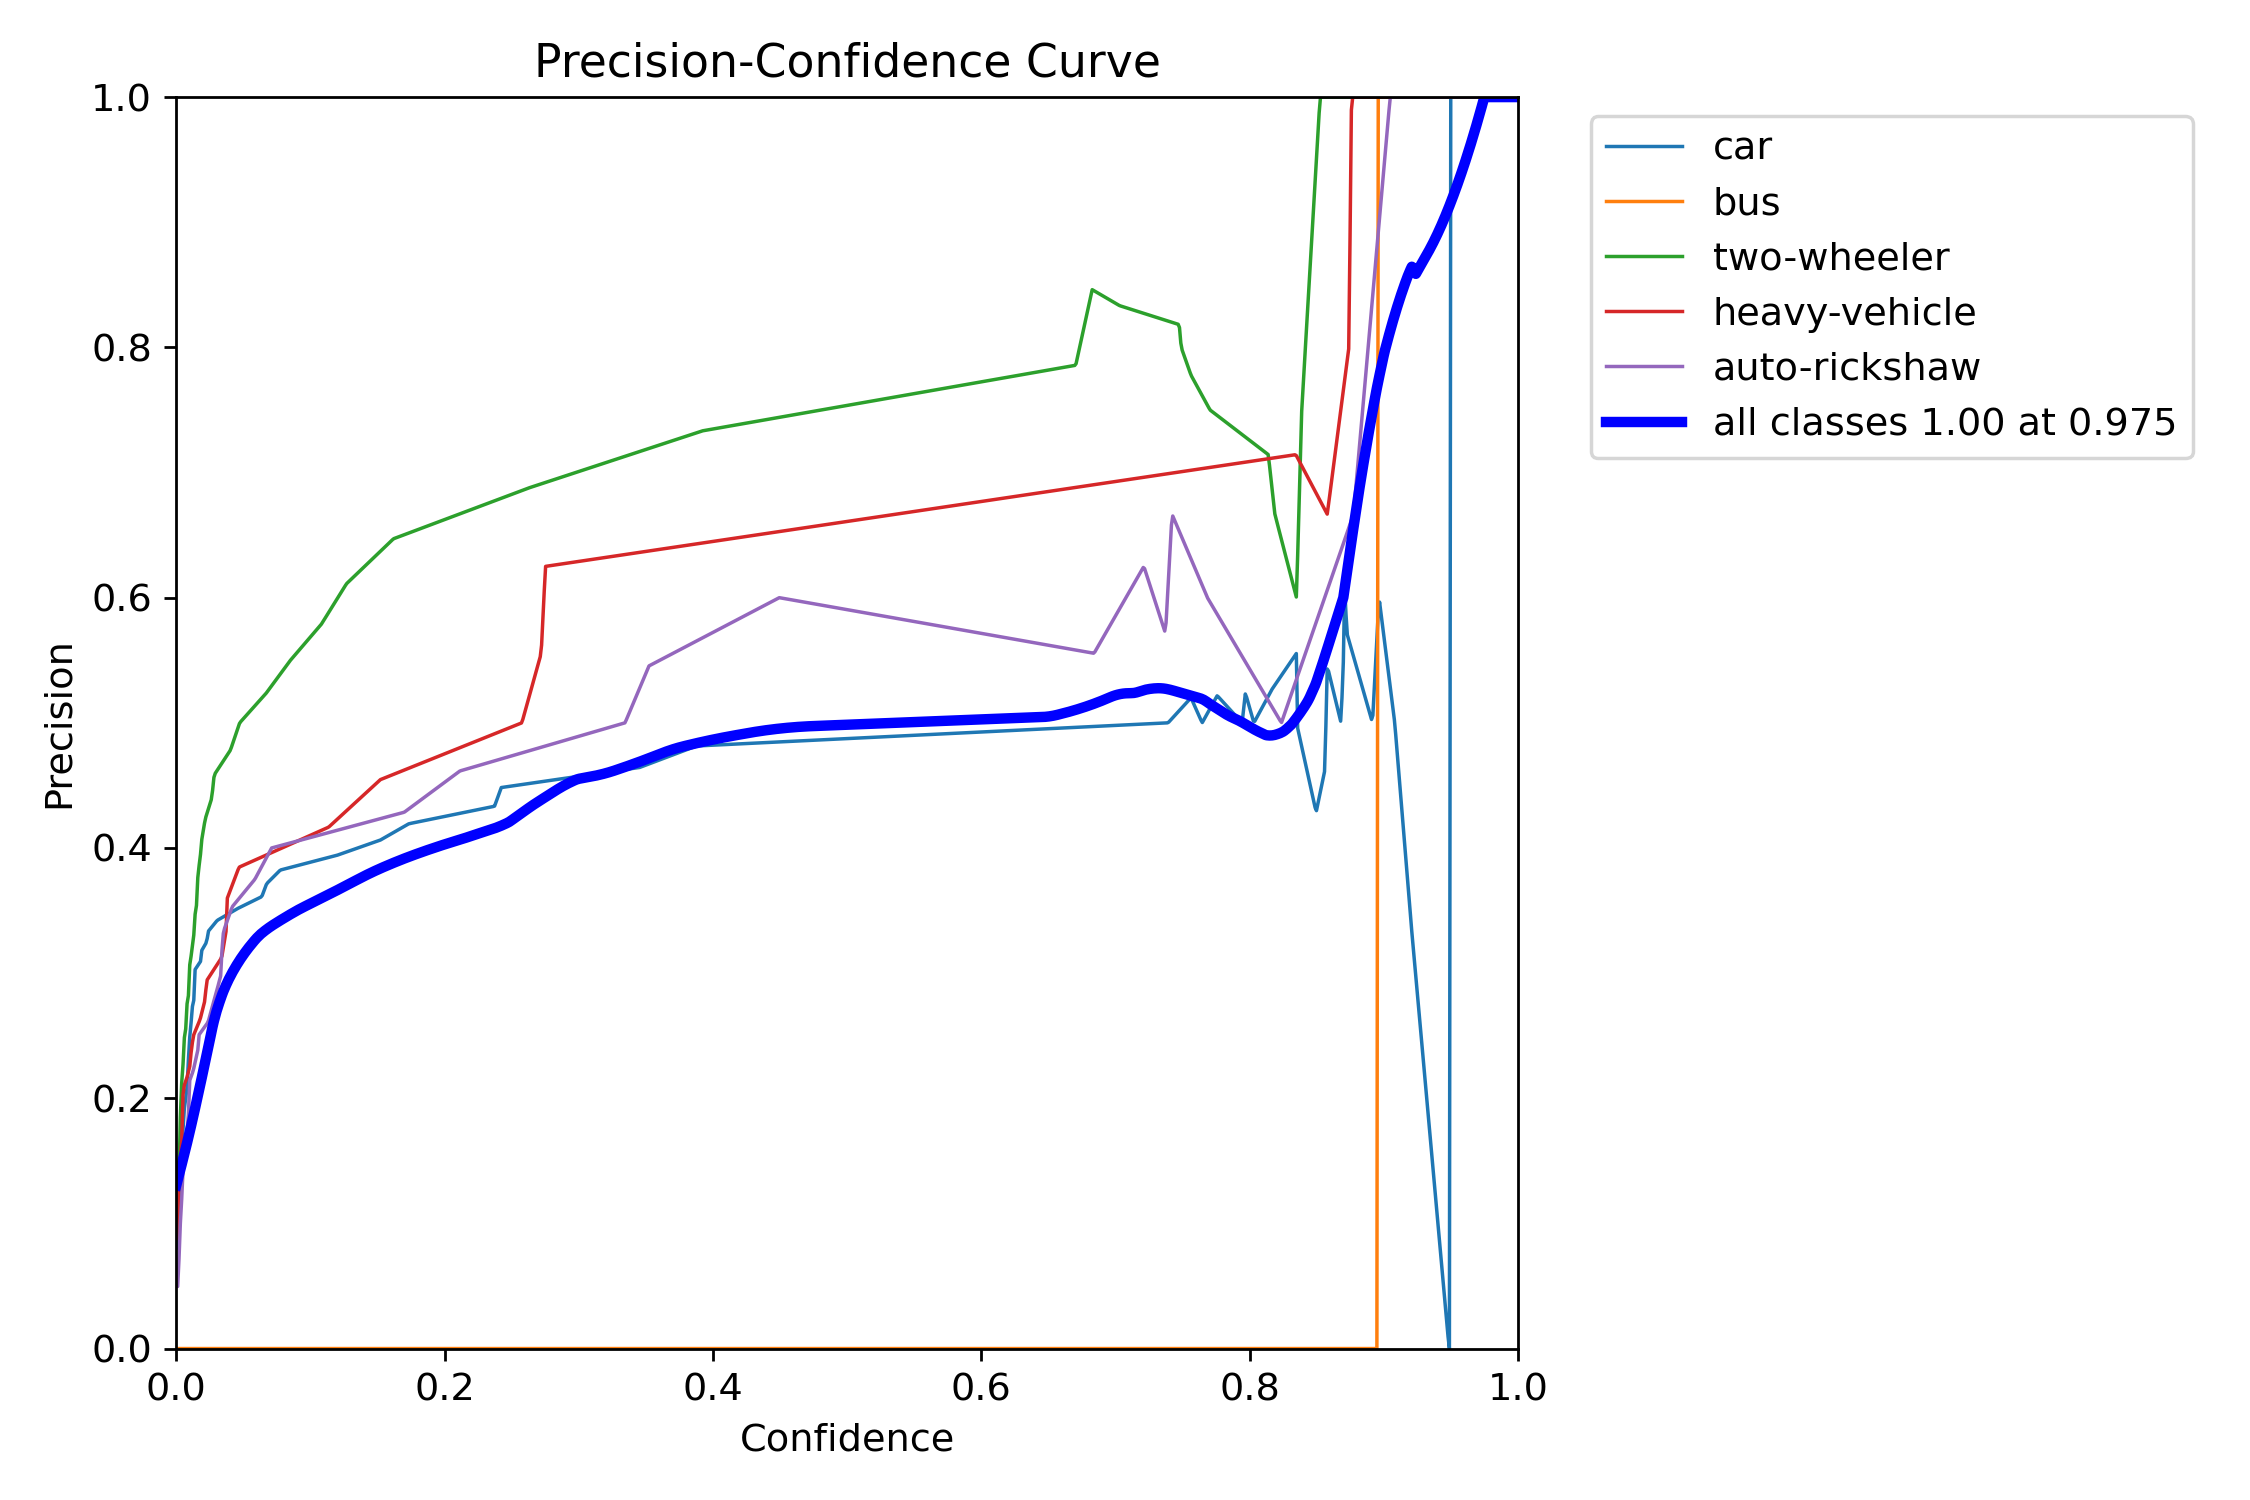 Precision-Confidence Curve
1.0
0.8
0.6
0.4
0.2
0.0
Precision
0.0 0.2 0.4 0.6 0.8 1.0
Confidence
car
bus
two-wheeler
heavy-vehicle
auto-rickshaw
all classes 1.00 at 0.975